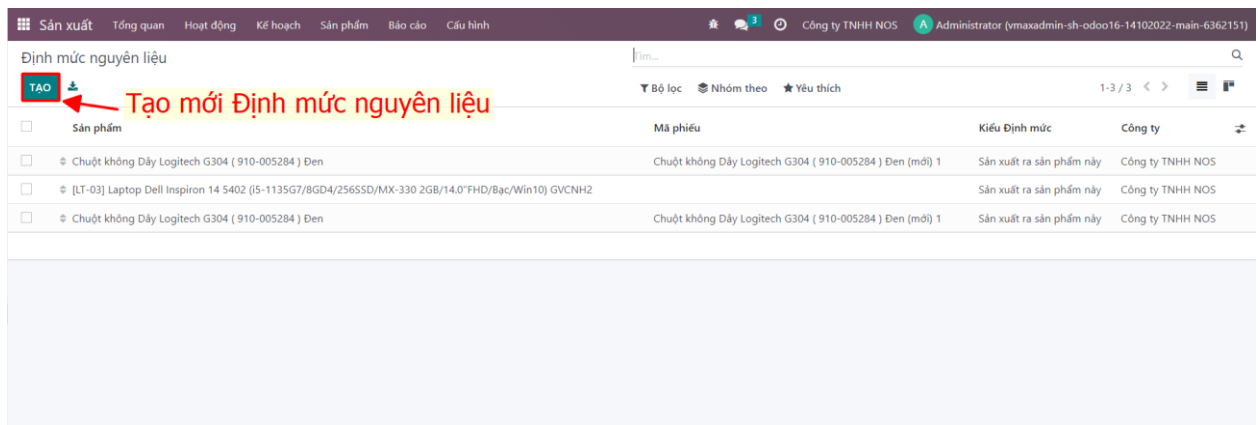 Sản xuất Tổng quan Hoạt động Kế hoạch Sản phẩm Báo cáo Cấu hình 3 Công ty TNHH NOS A Administrator (vmaxadmin-sh-odoo16-14102022-main-6362151)
Định mức nguyên liệu Tìm...
TẠO Tạo mới Định mức nguyên liệu Bộ lọc Nhóm theo Yêu thích 1-3 / 3
Sản phẩm Mã phiếu Kiểu Định mức Công ty
Chuột không Dây Logitech G304 ( 910-005284 ) Đen Chuột không Dây Logitech G304 ( 910-005284 ) Đen (mới) 1 Sản xuất ra sản phẩm này Công ty TNHH NOS
[LT-03] Laptop Dell Inspiron 14 5402 (i5-1135G7/8GD4/256SSD/MX-330 2GB/14.0"FHD/Bạc/Win10) GVCNH2 Sản xuất ra sản phẩm này Công ty TNHH NOS
Chuột không Dây Logitech G304 ( 910-005284 ) Đen Chuột không Dây Logitech G304 ( 910-005284 ) Đen (mới) 1 Sản xuất ra sản phẩm này Công ty TNHH NOS